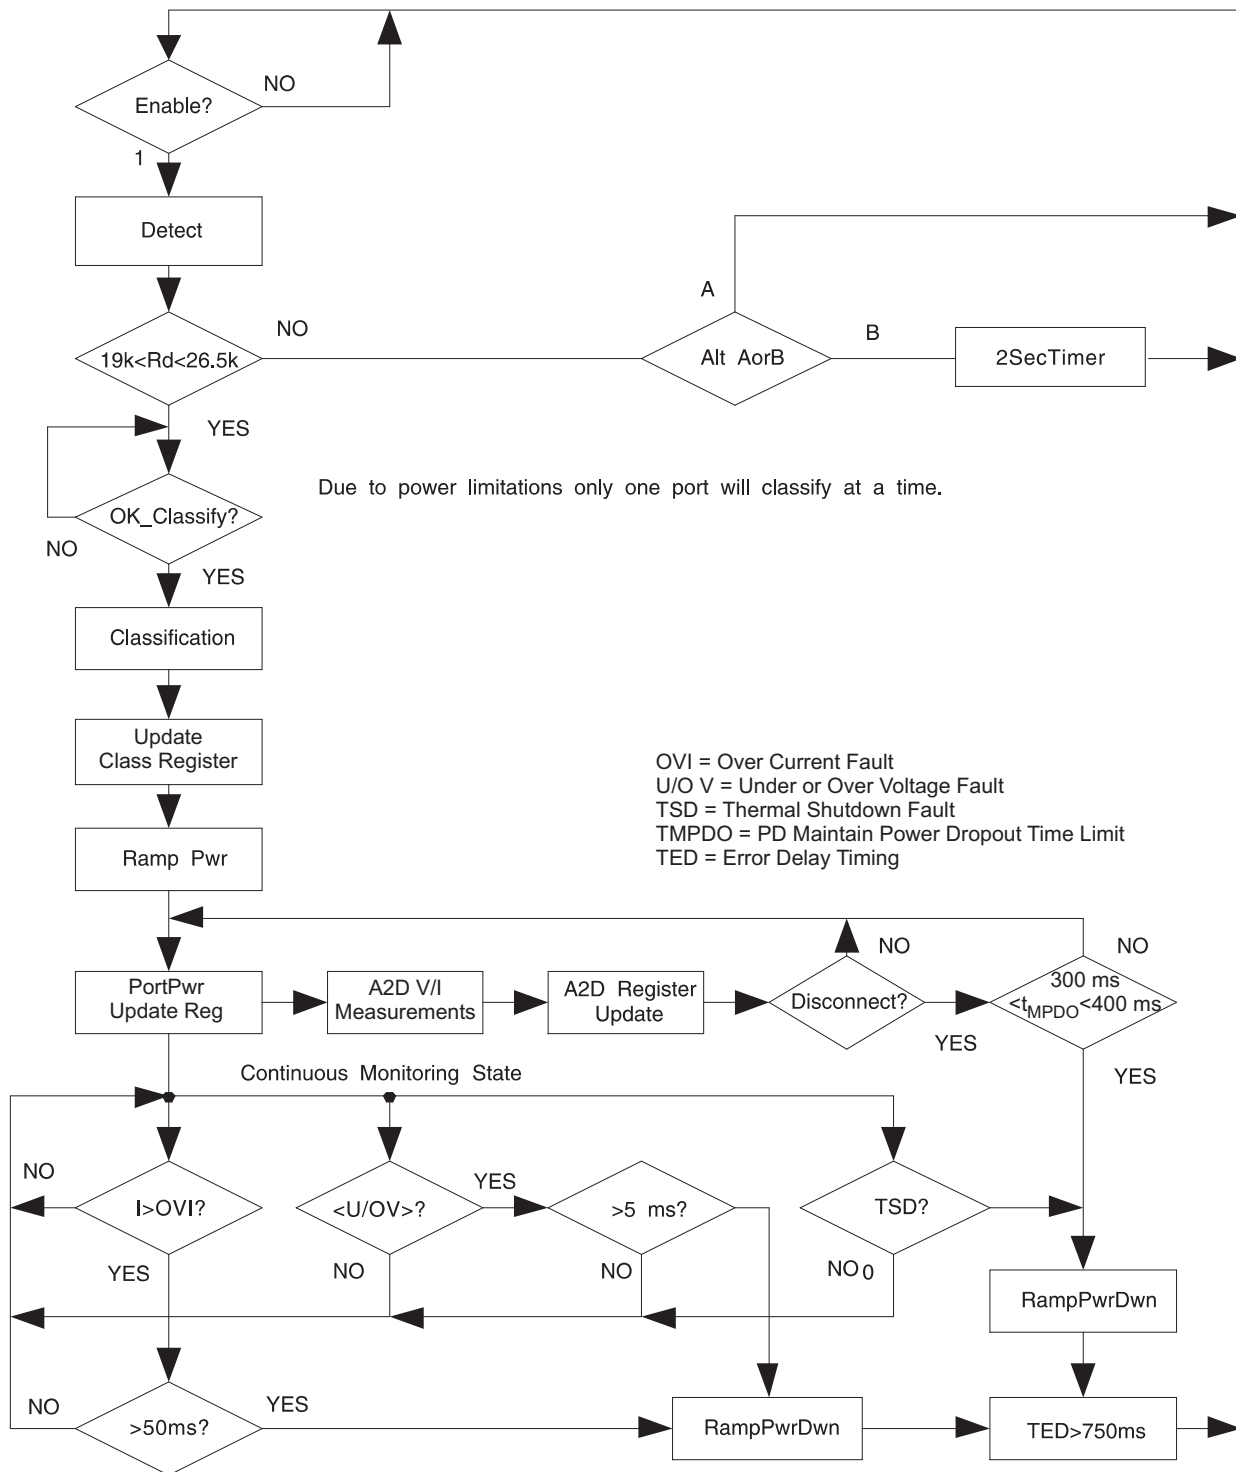 NO
Enable?
1
Detect
A
NO
B
19k<Rd<26.5k
Alt AorB
2SecTimer
YES
Due to power limitations only one port will classify at a time.
OK_Classify?
NO
YES
Classification
Update
Class Register
OVI = Over Current Fault
U/O V = Under or Over Voltage Fault
TSD = Thermal Shutdown Fault
TMPDO = PD Maintain Power Dropout Time Limit
TED = Error Delay Timing
Ramp Pwr
NO
NO
PortPwr
Update Reg
A2D V/I
Measurements
A2D Register
Update
Disconnect?
300 ms
<tMPDO<400 ms
YES
YES
Continuous Monitoring State
NO
YES
I>OVI?
<U/OV>?
>5 ms?
TSD?
YES
NO
NO
NO 0
RampPwrDwn
NO
YES
>50ms?
RampPwrDwn
TED>750ms